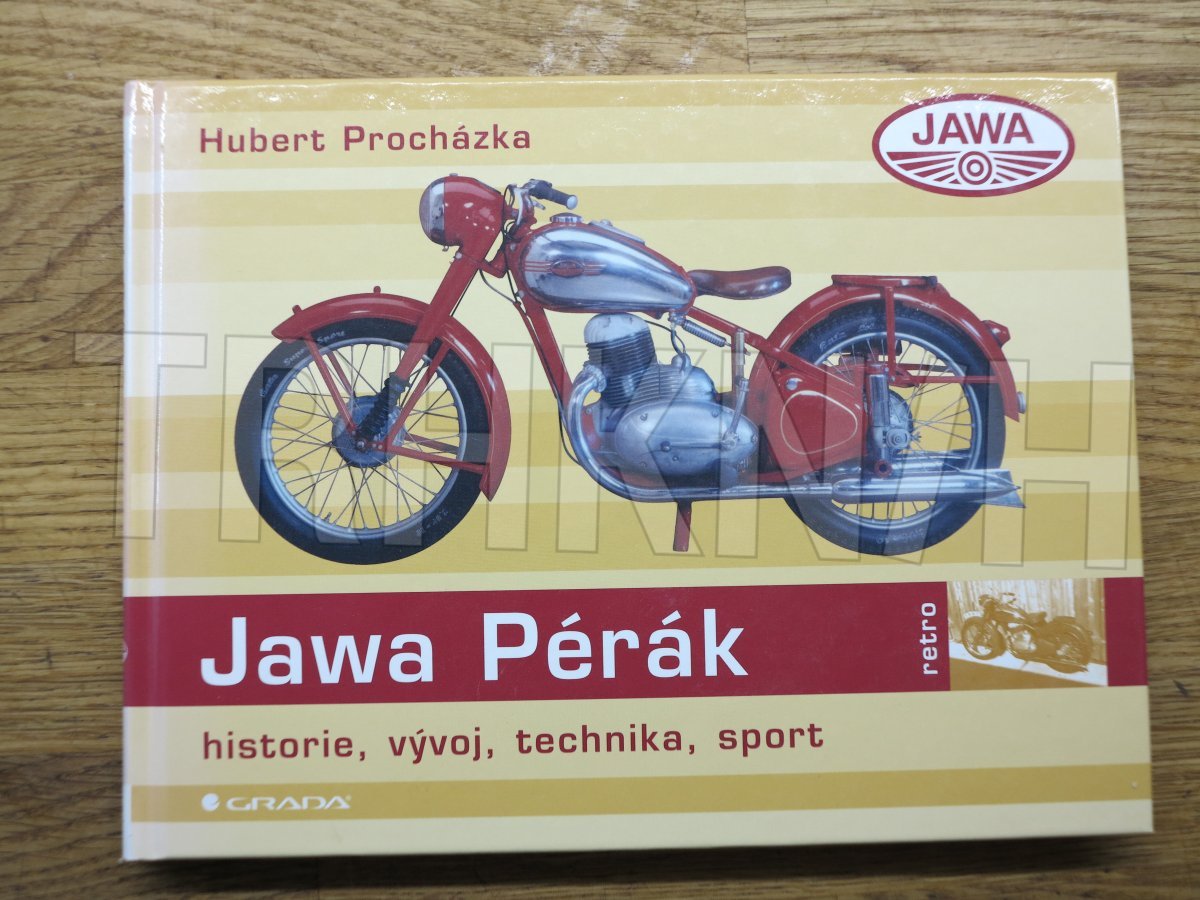 Hubert Procházka
JAWA
Jawa Pérák
retro
historie, vývoj, technika, sport
GRADA